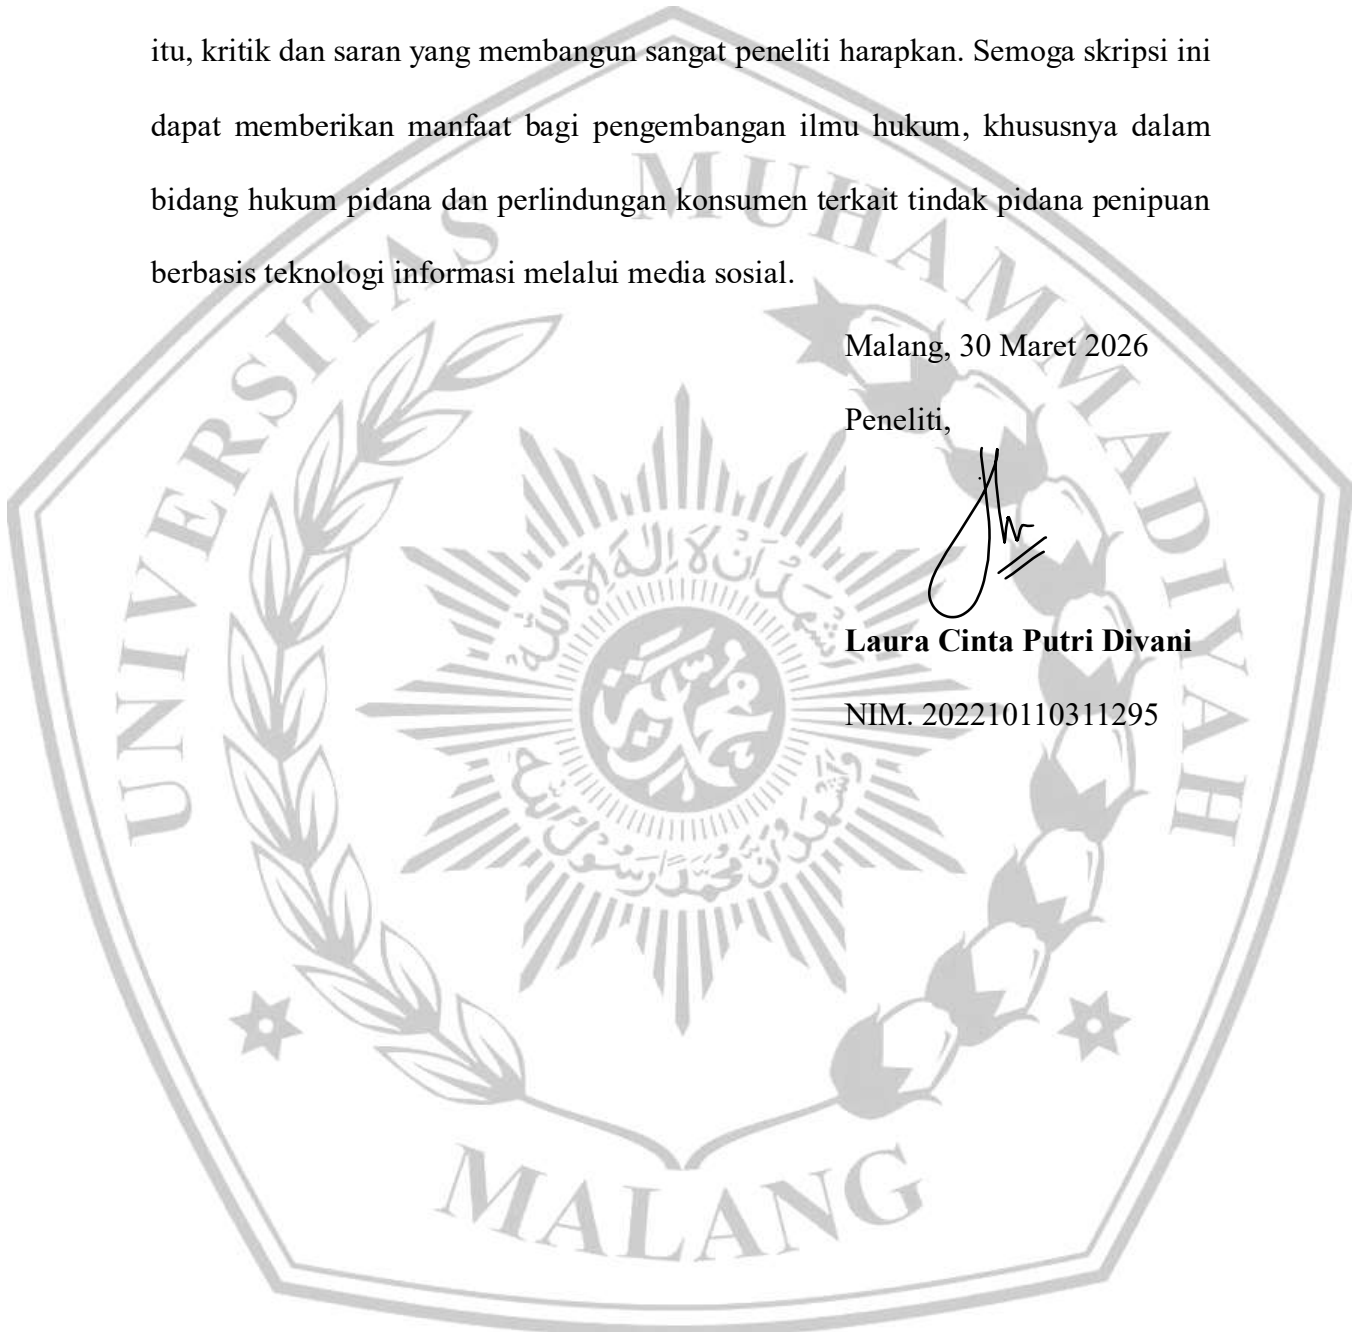 itu, kritik dan saran yang membangun sangat peneliti harapkan. Semoga skripsi ini
dapat memberikan manfaat bagi pengembangan ilmu hukum, khususnya dalam
bidang hukum pidana dan perlindungan konsumen terkait tindak pidana penipuan
berbasis teknologi informasi melalui media sosial.
Malang, 30 Maret 2026
Peneliti,
Laura Cinta Putri Divani
NIM. 202210110311295
UNIVERSITAS MUHAMMADIYAH
MALANG